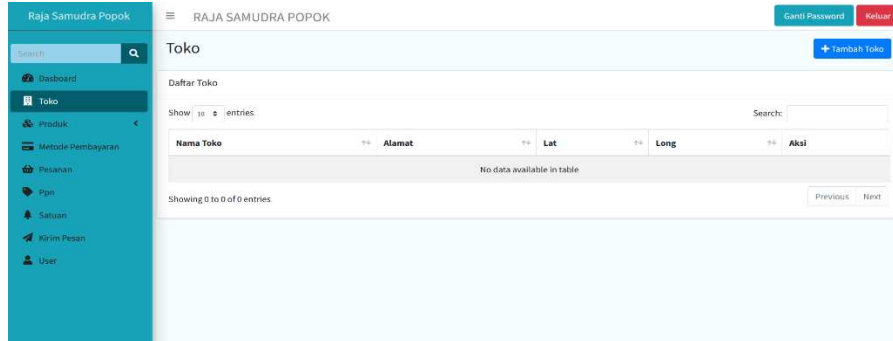 Raja Samudra Popok
RAJA SAMUDRA POPOK
Ganti Password
Keluar
Search
Dasboard
Toko
Produk
Metode Pembayaran
Pesanan
Ppn
Satuan
Kirim Pesan
User
Toko
Tambah Toko
Daftar Toko
Show 10 entries
Search:
Nama Toko Alamat Lat Long Aksi
No data available in table
Showing 0 to 0 of 0 entries
Previous Next